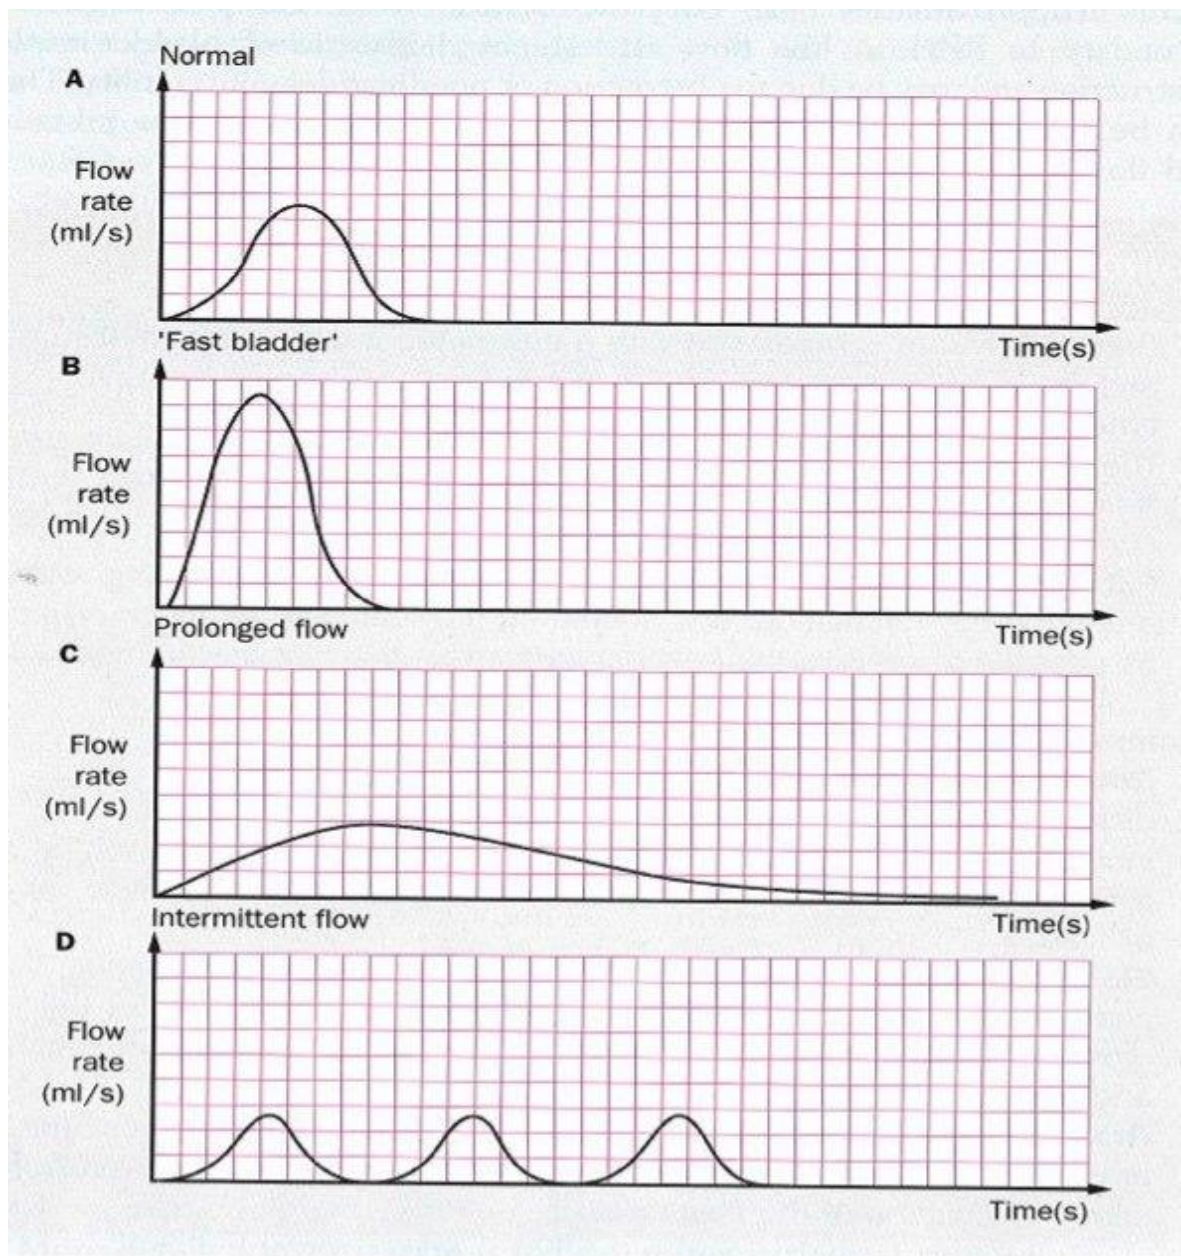 Normal
A
Flow
rate
(ml/s)
Time(s)
'Fast bladder'
B
Flow
rate
(ml/s)
Time(s)
Prolonged flow
C
Flow
rate
(ml/s)
Time(s)
Intermittent flow
D
Flow
rate
(ml/s)
Time(s)